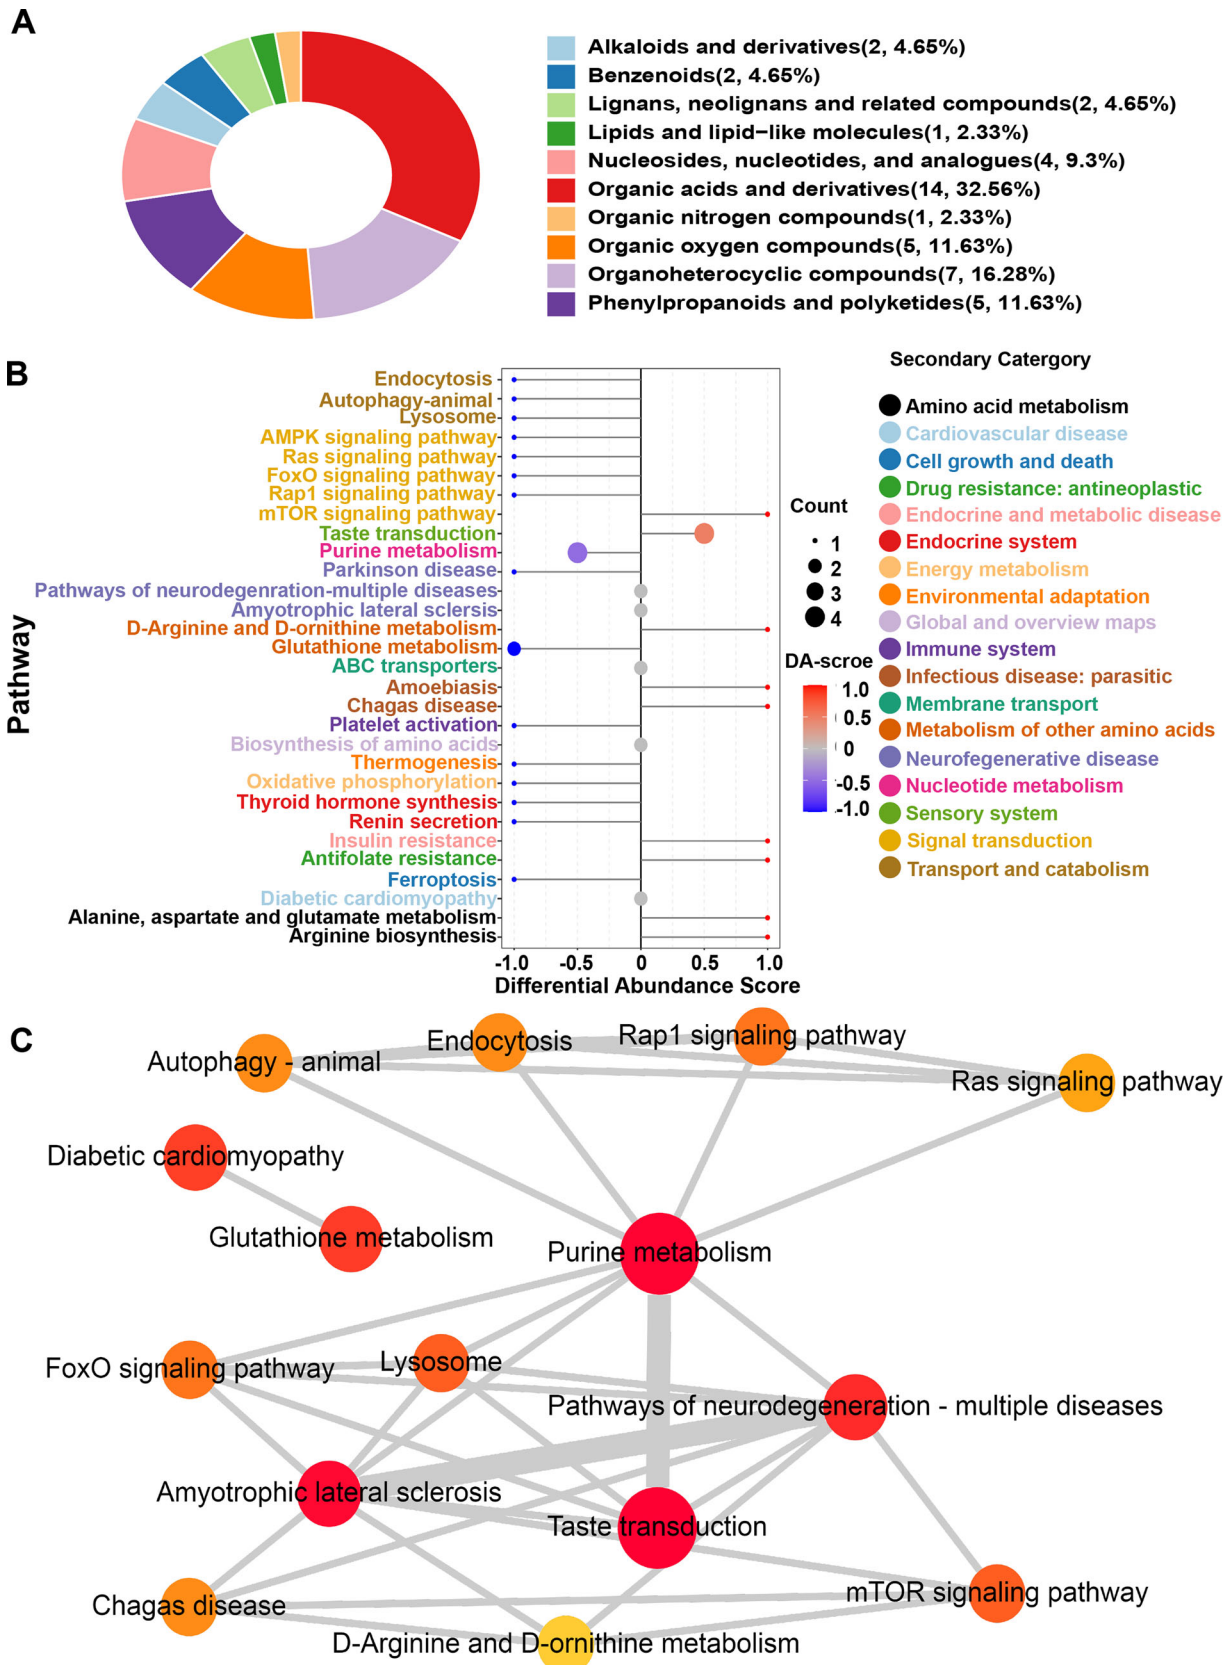 A
Alkaloids and derivatives(2, 4.65%)
Benzenoids(2, 4.65%)
Lignans, neolignans and related compounds(2, 4.65%)
Lipids and lipid−like molecules(1, 2.33%)
Nucleosides, nucleotides, and analogues(4, 9.3%)
Organic acids and derivatives(14, 32.56%)
Organic nitrogen compounds(1, 2.33%)
Organic oxygen compounds(5, 11.63%)
Organoheterocyclic compounds(7, 16.28%)
Phenylpropanoids and polyketides(5, 11.63%)
B
Pathway
Endocytosis
Autophagy-animal
Lysosome
AMPK signaling pathway
Ras signaling pathway
FoxO signaling pathway
Rap1 signaling pathway
mTOR signaling pathway
Taste transduction
Purine metabolism
Parkinson disease
Pathways of neurodegenration-multiple diseases
Amyotrophic lateral sclersis
D-Arginine and D-ornithine metabolism
Glutathione metabolism
ABC transporters
Amoebiasis
Chagas disease
Platelet activation
Biosynthesis of amino acids
Thermogenesis
Oxidative phosphorylation
Thyroid hormone synthesis
Renin secretion
Insulin resistance
Antifolate resistance
Ferroptosis
Diabetic cardiomyopathy
Alanine, aspartate and glutamate metabolism
Arginine biosynthesis
-1.0 -0.5 0 0.5 1.0
Differential Abundance Score
Count
1
2
3
4
DA-scroe
1.0
0.5
0
-0.5
-1.0
Secondary Catergory
Amino acid metabolism
Cardiovascular disease
Cell growth and death
Drug resistance: antineoplastic
Endocrine and metabolic disease
Endocrine system
Energy metabolism
Environmental adaptation
Global and overview maps
Immune system
Infectious disease: parasitic
Membrane transport
Metabolism of other amino acids
Neurofegenerative disease
Nucleotide metabolism
Sensory system
Signal transduction
Transport and catabolism
C
Autophagy - animal
Endocytosis
Rap1 signaling pathway
Ras signaling pathway
Diabetic cardiomyopathy
Glutathione metabolism
Purine metabolism
FoxO signaling pathway
Lysosome
Pathways of neurodegeneration - multiple diseases
Amyotrophic lateral sclerosis
Taste transduction
Chagas disease
mTOR signaling pathway
D-Arginine and D-ornithine metabolism